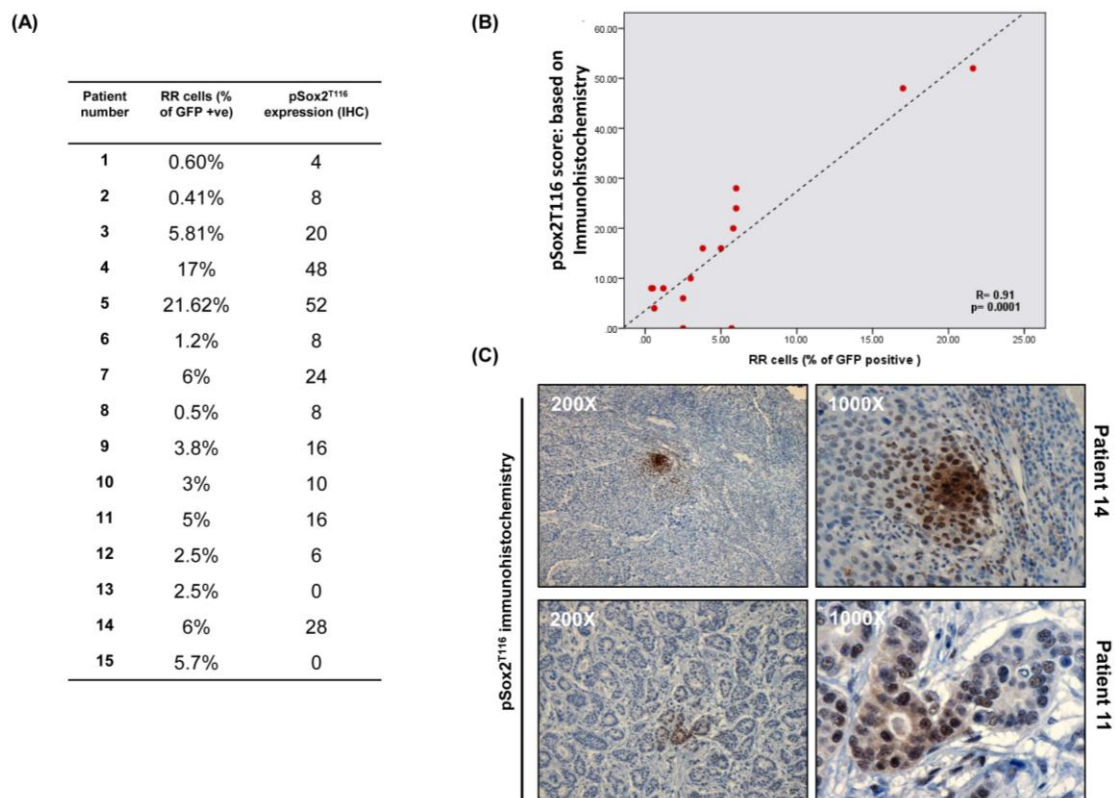 (A)
Patient number RR cells (% of GFP +ve) pSox2T116 expression (IHC)
1 0.60% 4
2 0.41% 8
3 5.81% 20
4 17% 48
5 21.62% 52
6 1.2% 8
7 6% 24
8 0.5% 8
9 3.8% 16
10 3% 10
11 5% 16
12 2.5% 6
13 2.5% 0
14 6% 28
15 5.7% 0
(B)
pSox2T116 score: based on
Immunohistochemistry
60.00
50.00
40.00
30.00
20.00
10.00
.00
R= 0.91
p= 0.0001
.00 5.00 10.00 15.00 20.00 25.00
RR cells (% of GFP positive )
(C)
pSox2T116 immunohistochemistry
200X
1000X
Patient 14
200X
1000X
Patient 11